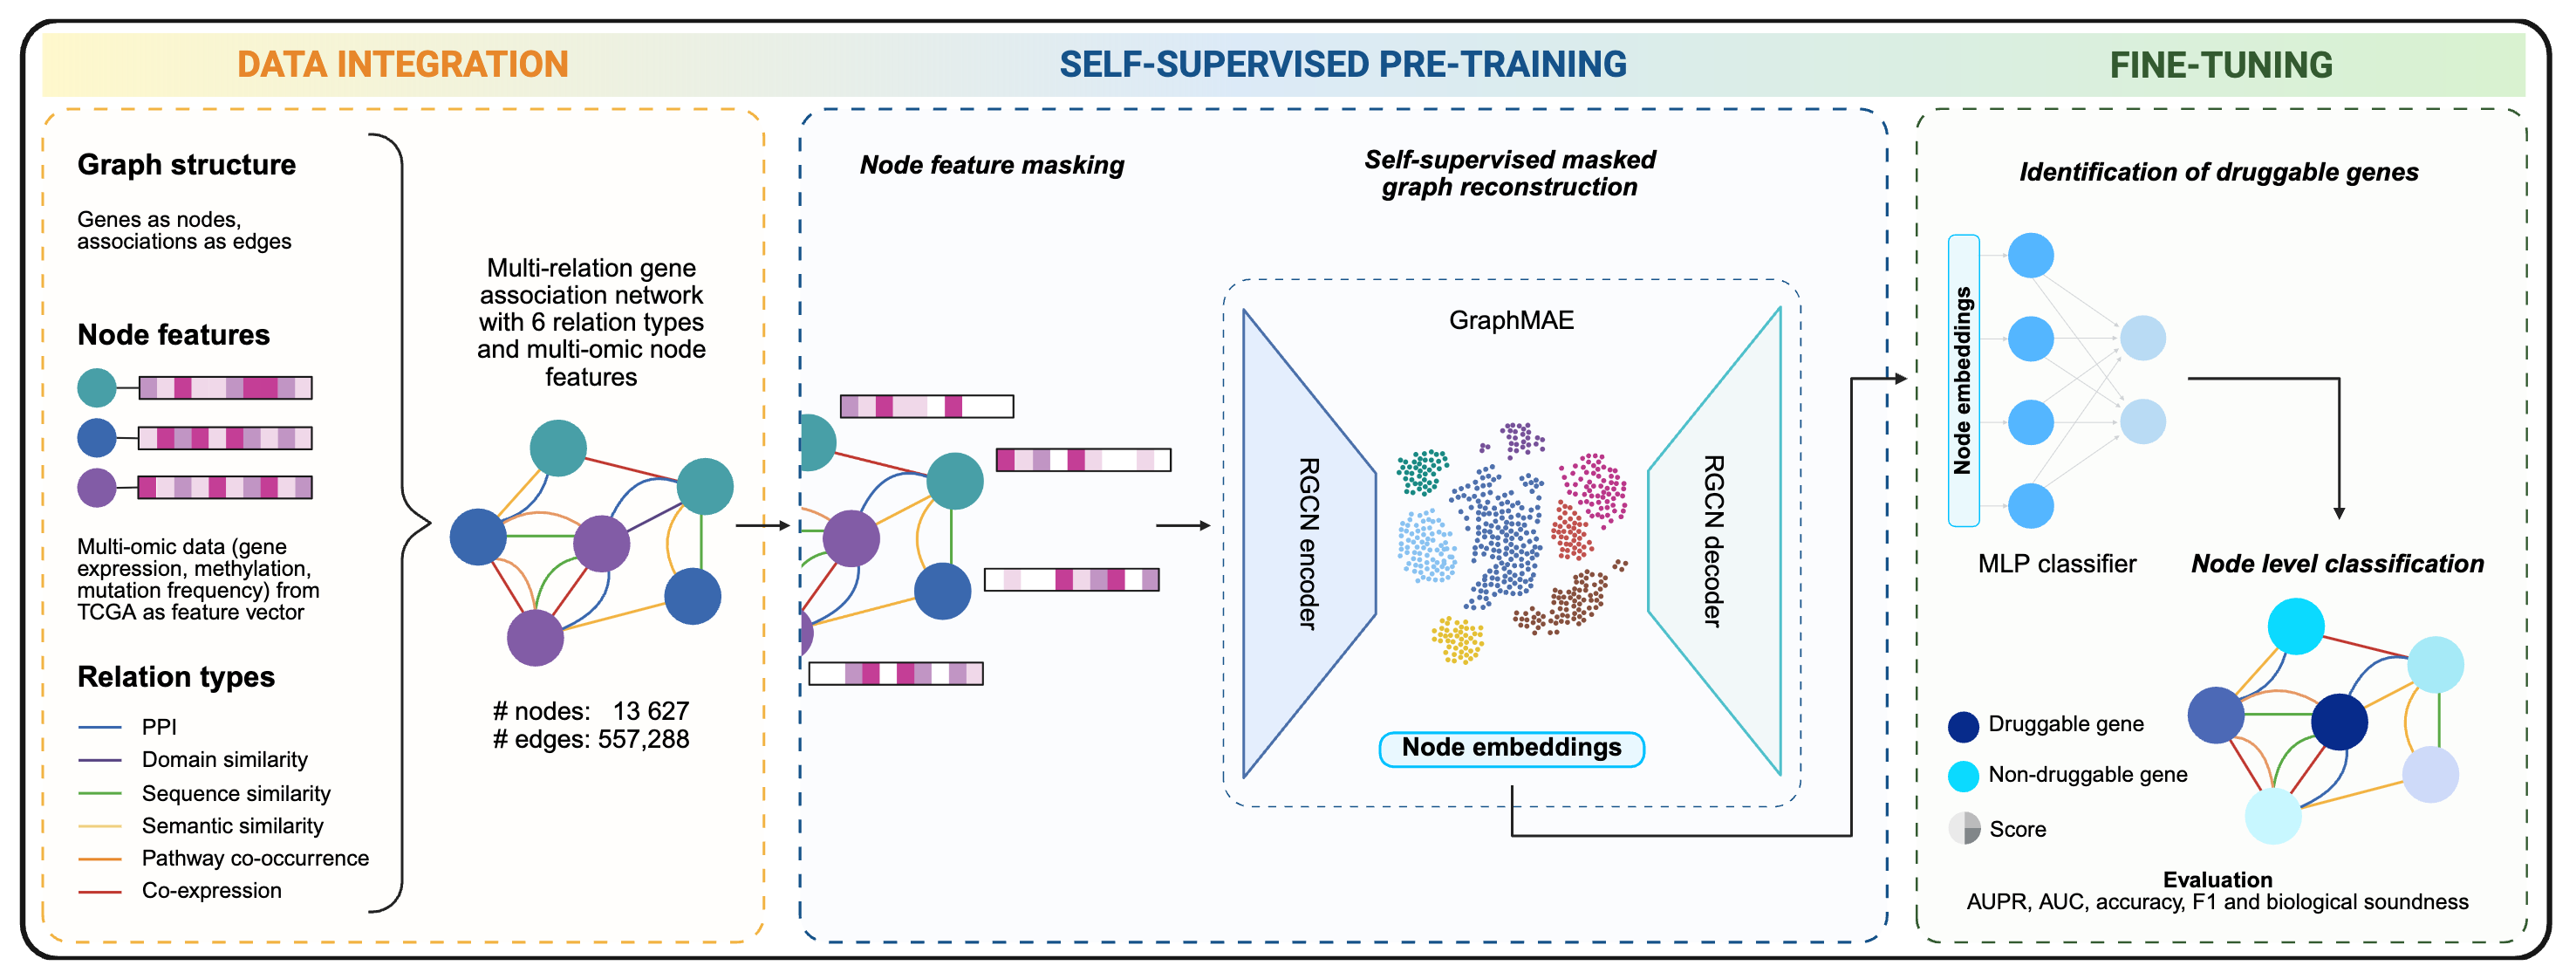 DATA INTEGRATION
SELF-SUPERVISED PRE-TRAINING
FINE-TUNING
Graph structure
Genes as nodes,
associations as edges
Node features
Multi-omic data (gene
expression, methylation,
mutation frequency) from
TCGA as feature vector
Relation types
PPI
Domain similarity
Sequence similarity
Semantic similarity
Pathway co-occurrence
Co-expression
Multi-relation gene
association network
with 6 relation types
and multi-omic node
features
# nodes: 13 627
# edges: 557,288
Node feature masking
Self-supervised masked
graph reconstruction
GraphMAE
RGCN encoder
RGCN decoder
Node embeddings
Identification of druggable genes
Node embeddings
MLP classifier
Node level classification
Druggable gene
Non-druggable gene
Score
Evaluation
AUPR, AUC, accuracy, F1 and biological soundness